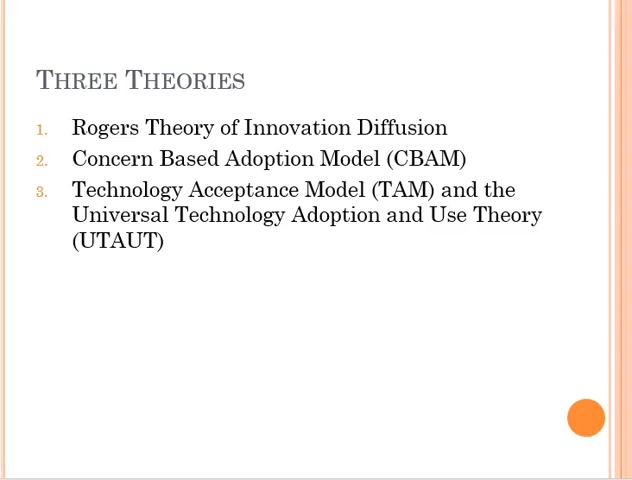 THREE THEORIES
1. Rogers Theory of Innovation Diffusion
2. Concern Based Adoption Model (CBAM)
3. Technology Acceptance Model (TAM) and the
Universal Technology Adoption and Use Theory
(UTAUT)